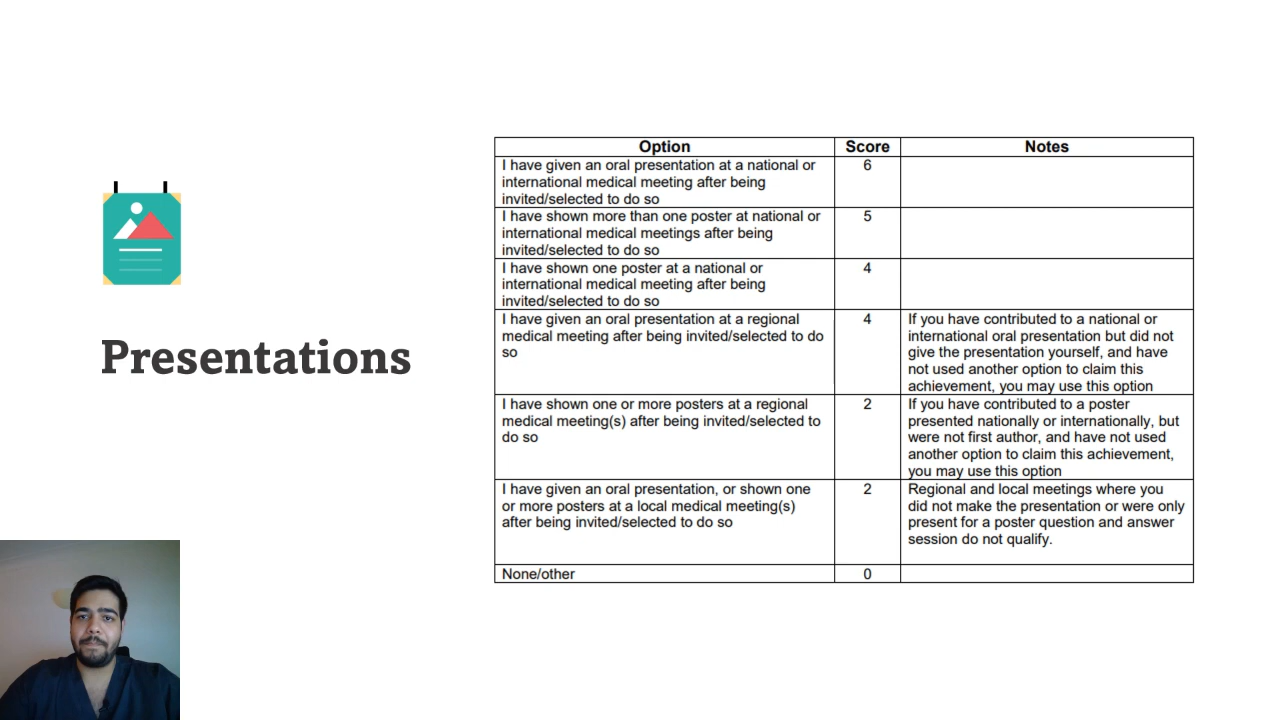 Presentations
Option Score Notes
I have given an oral presentation at a national or 6
international medical meeting after being
invited/selected to do so
I have shown more than one poster at national or 5
international medical meetings after being
invited/selected to do so
I have shown one poster at a national or 4
international medical meeting after being
invited/selected to do so
I have given an oral presentation at a regional 4 If you have contributed to a national or
medical meeting after being invited/selected to do international oral presentation but did not
so give the presentation yourself, and have
not used another option to claim this
achievement, you may use this option
I have shown one or more posters at a regional 2 If you have contributed to a poster
medical meeting(s) after being invited/selected to presented nationally or internationally, but
do so were not first author, and have not used
another option to claim this achievement,
you may use this option
I have given an oral presentation, or shown one 2 Regional and local meetings where you
or more posters at a local medical meeting(s) did not make the presentation or were only
after being invited/selected to do so present for a poster question and answer
session do not qualify.
None/other 0